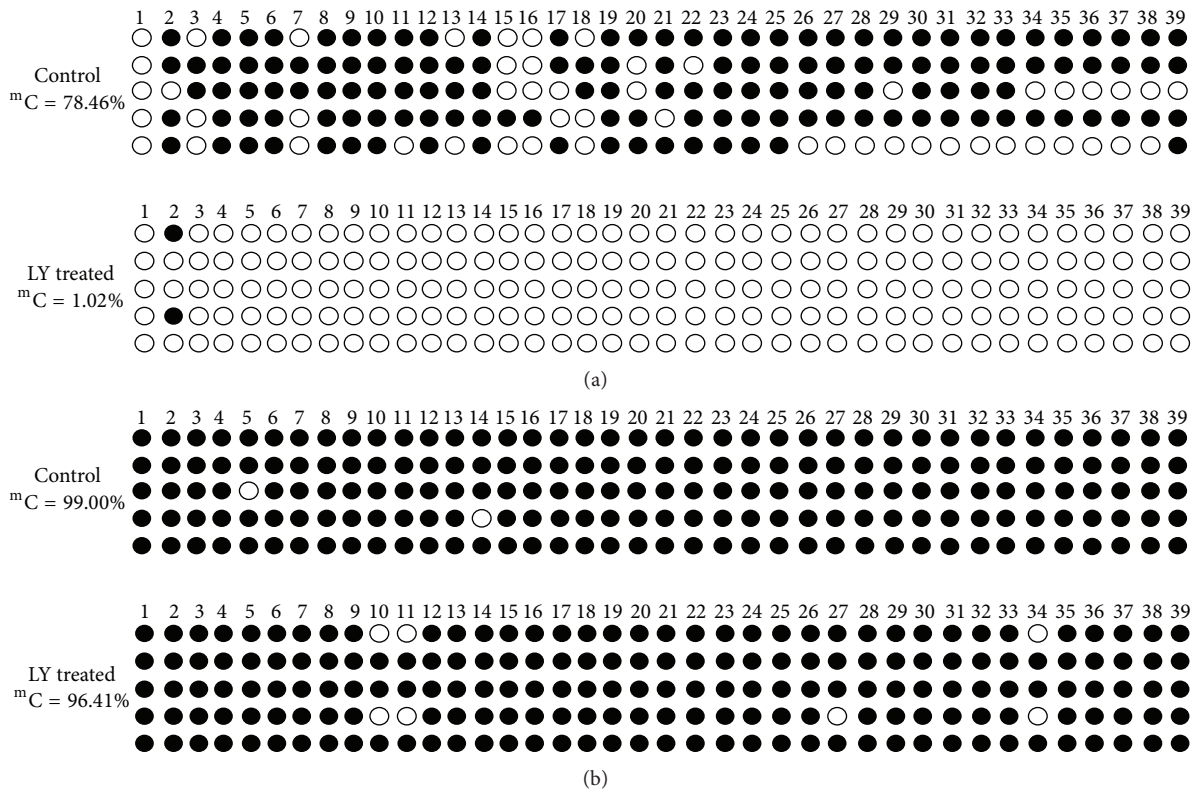 1 2 3 4 5 6 7 8 9 10 11 12 13 14 15 16 17 18 19 20 21 22 23 24 25 26 27 28 29 30 31 32 33 34 35 36 37 38 39
Control
mC = 78.46%
1 2 3 4 5 6 7 8 9 10 11 12 13 14 15 16 17 18 19 20 21 22 23 24 25 26 27 28 29 30 31 32 33 34 35 36 37 38 39
LY treated
mC = 1.02%
(a)
1 2 3 4 5 6 7 8 9 10 11 12 13 14 15 16 17 18 19 20 21 22 23 24 25 26 27 28 29 30 31 32 33 34 35 36 37 38 39
Control
mC = 99.00%
1 2 3 4 5 6 7 8 9 10 11 12 13 14 15 16 17 18 19 20 21 22 23 24 25 26 27 28 29 30 31 32 33 34 35 36 37 38 39
LY treated
mC = 96.41%
(b)